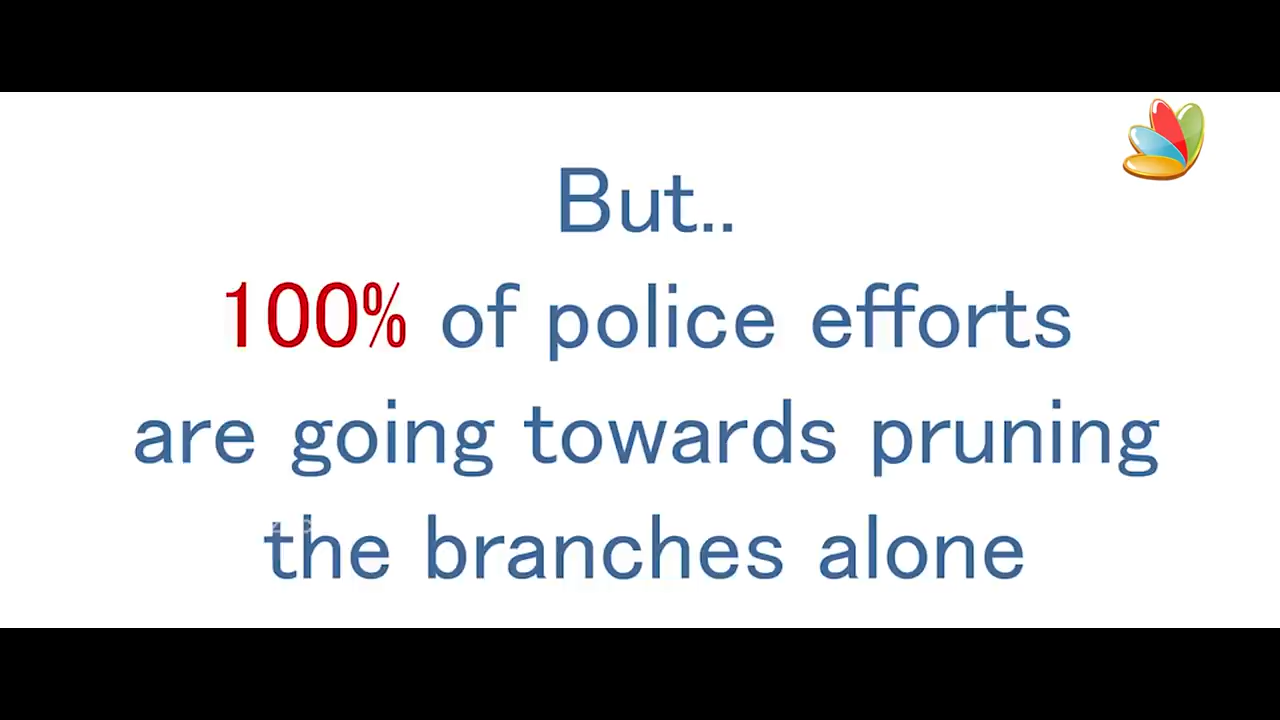 But..
100% of police efforts
are going towards pruning
the branches alone